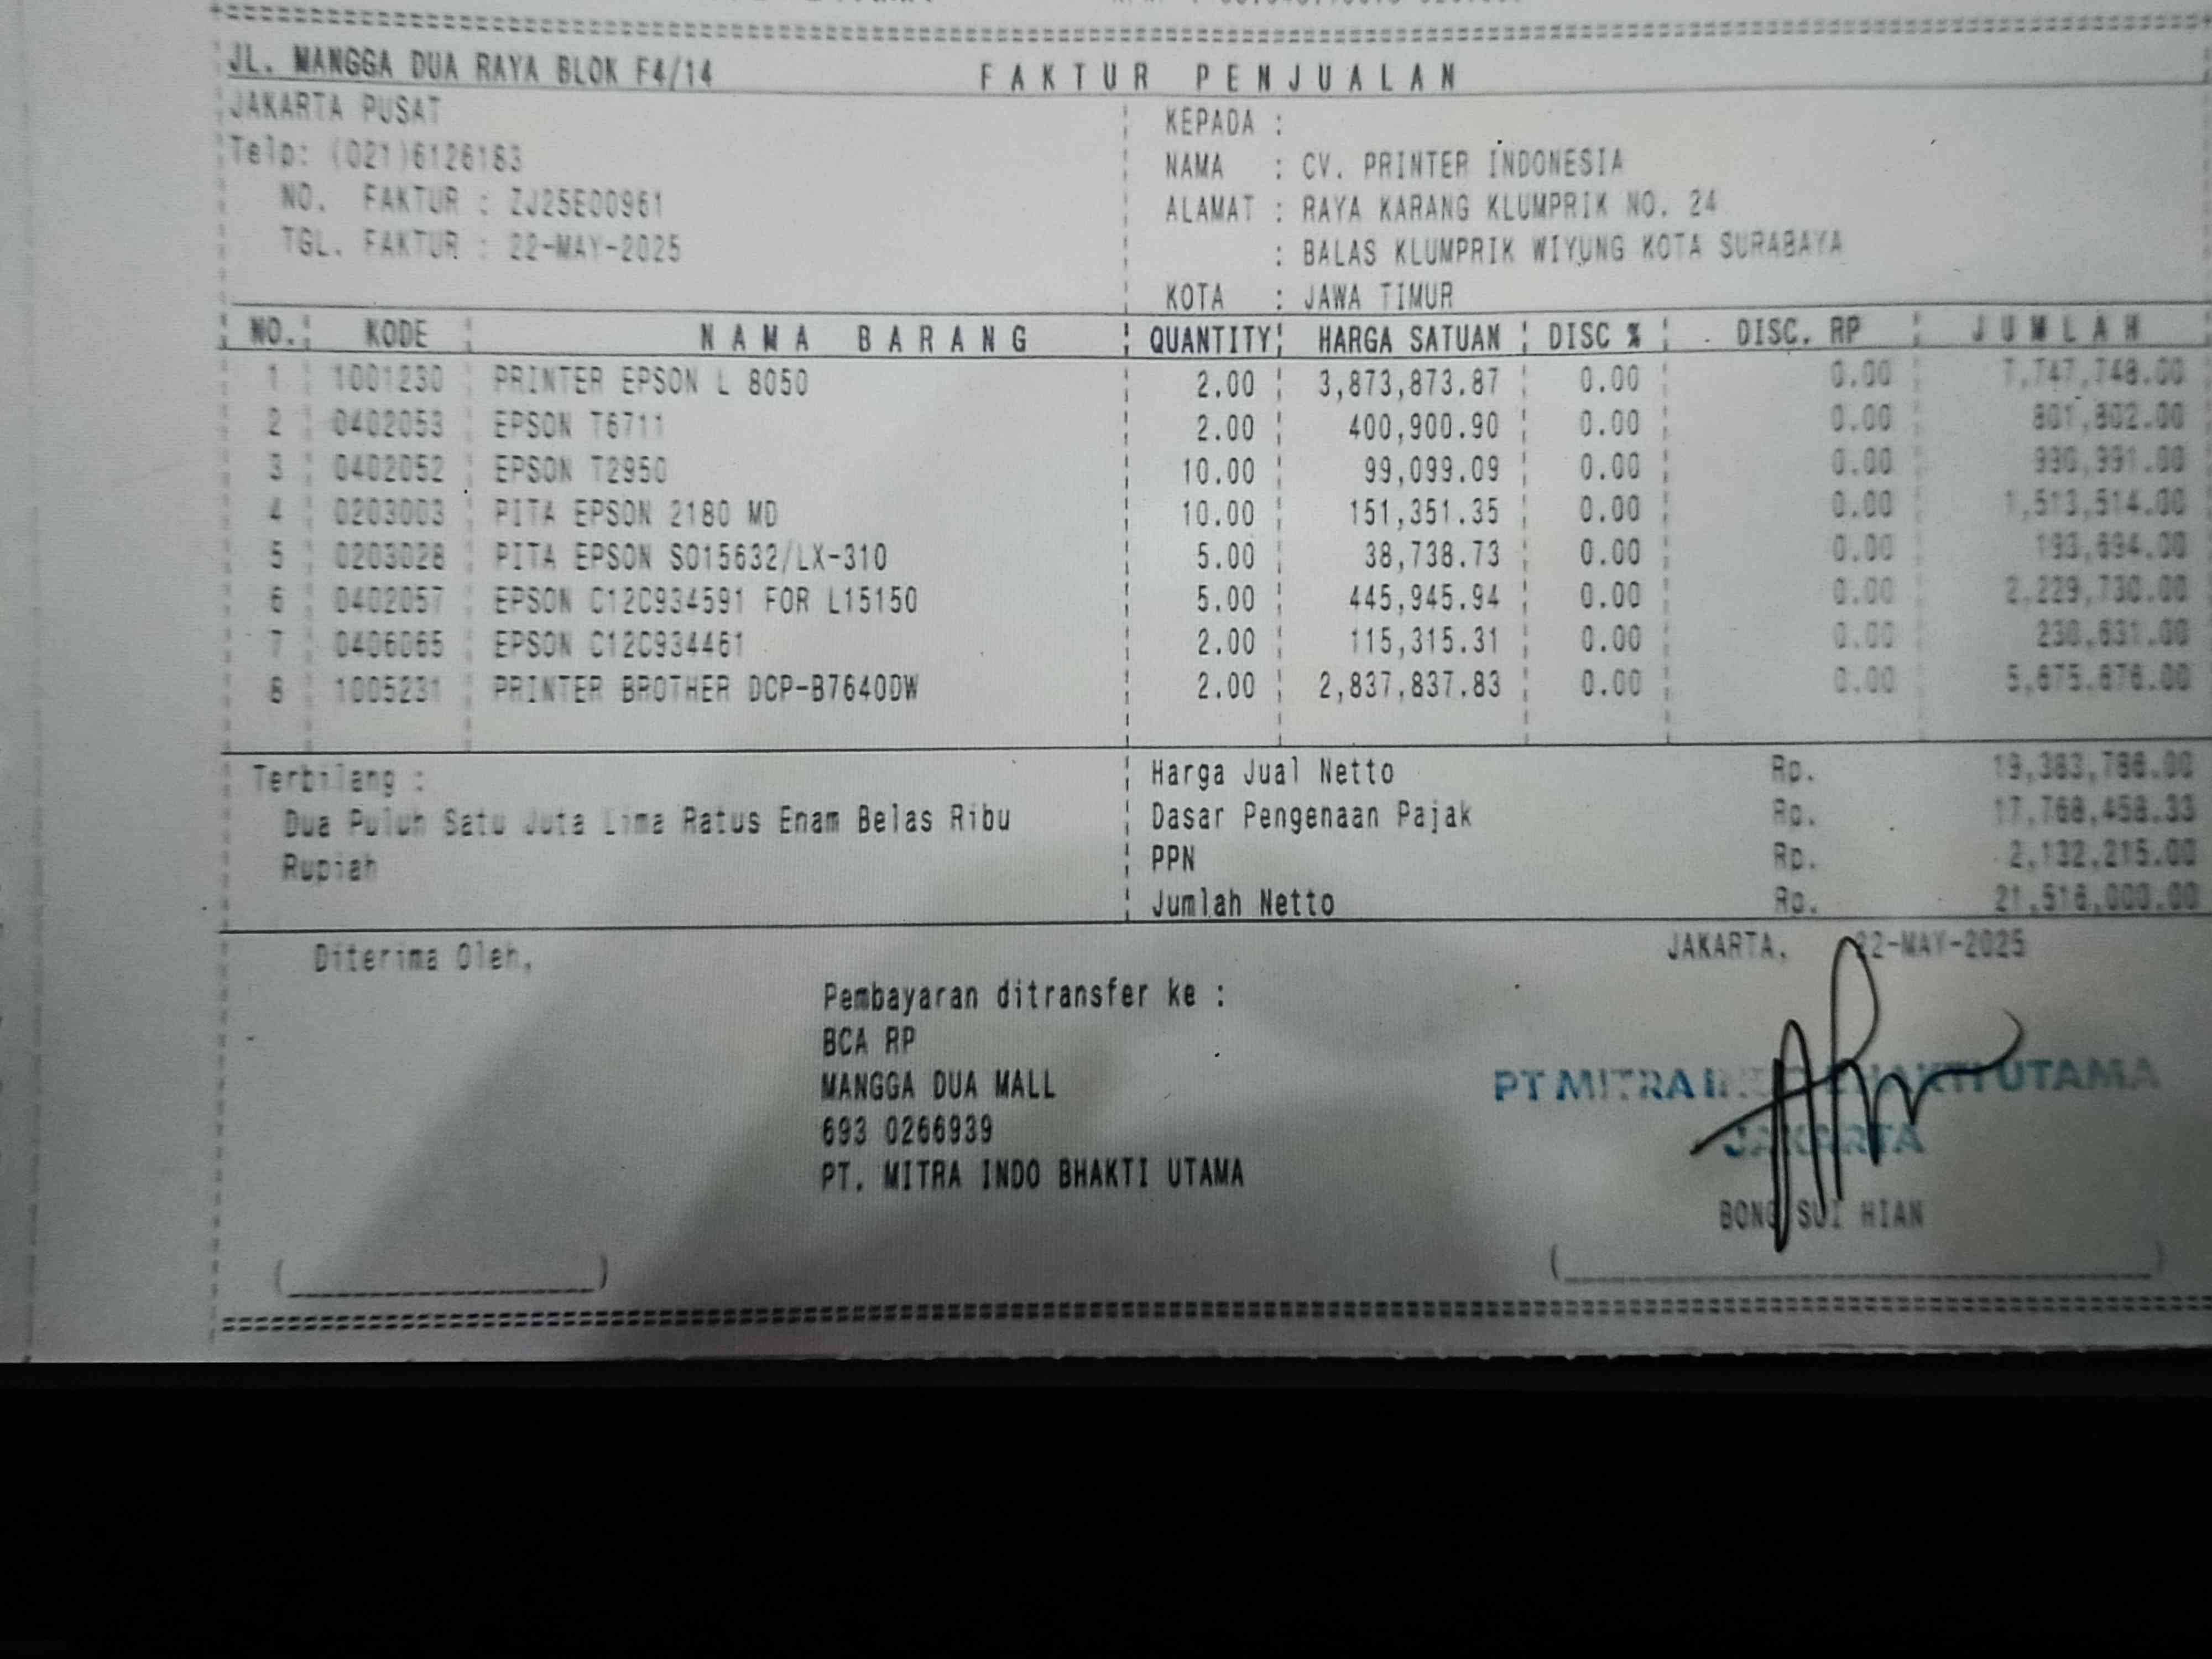 JL. MANGGA DUA RAYA BLOK F4/14
FAKTUR PENJUALAN
JAKARTA PUSAT
Telp: (021)6126183
NO. FAKTUR : ZJ25E00961
TGL. FAKTUR : 22-MAY-2025
KEPADA :
NAMA : CV. PRINTER INDONESIA
ALAMAT : RAYA KARANG KLUMPRIK NO. 24
: BALAS KLUMPRIK WIYUNG KOTA SURABAYA
KOTA : JAWA TIMUR
NO. KODE NAMA BARANG QUANTITY HARGA SATUAN DISC % DISC. RP JUMLAH
1 1001230 PRINTER EPSON L 8050 2.00 3,873,873.87 0.00 0.00 7,747,748.00
2 0402053 EPSON T6711 2.00 400,900.90 0.00 0.00 801,802.00
3 0402052 EPSON T2950 10.00 99,099.09 0.00 0.00 990,991.00
4 0203003 PITA EPSON 2180 MD 10.00 151,351.35 0.00 0.00 1,513,514.00
5 0203028 PITA EPSON S015632/LX-310 5.00 38,738.73 0.00 0.00 193,694.00
6 0402057 EPSON C12C934591 FOR L15150 5.00 445,945.94 0.00 0.00 2,229,730.00
7 0406065 EPSON C12C934461 2.00 115,315.31 0.00 0.00 230,631.00
8 1005231 PRINTER BROTHER DCP-B7640DW 2.00 2,837,837.83 0.00 0.00 5,675,676.00
Terbilang :
Dua Puluh Satu Juta Lima Ratus Enam Belas Ribu
Rupiah
Harga Jual Netto Rp. 19,383,786.00
Dasar Pengenaan Pajak Rp. 17,768,458.33
PPN Rp. 2,132,215.00
Jumlah Netto Rp. 21,516,000.00
Diterima Oleh,
Pembayaran ditransfer ke :
BCA RP
MANGGA DUA MALL
693 0266939
PT. MITRA INDO BHAKTI UTAMA
JAKARTA, 22-MAY-2025
PT MITRA INDO BHAKTI UTAMA
JAKARTA
BONG SUI HIAN